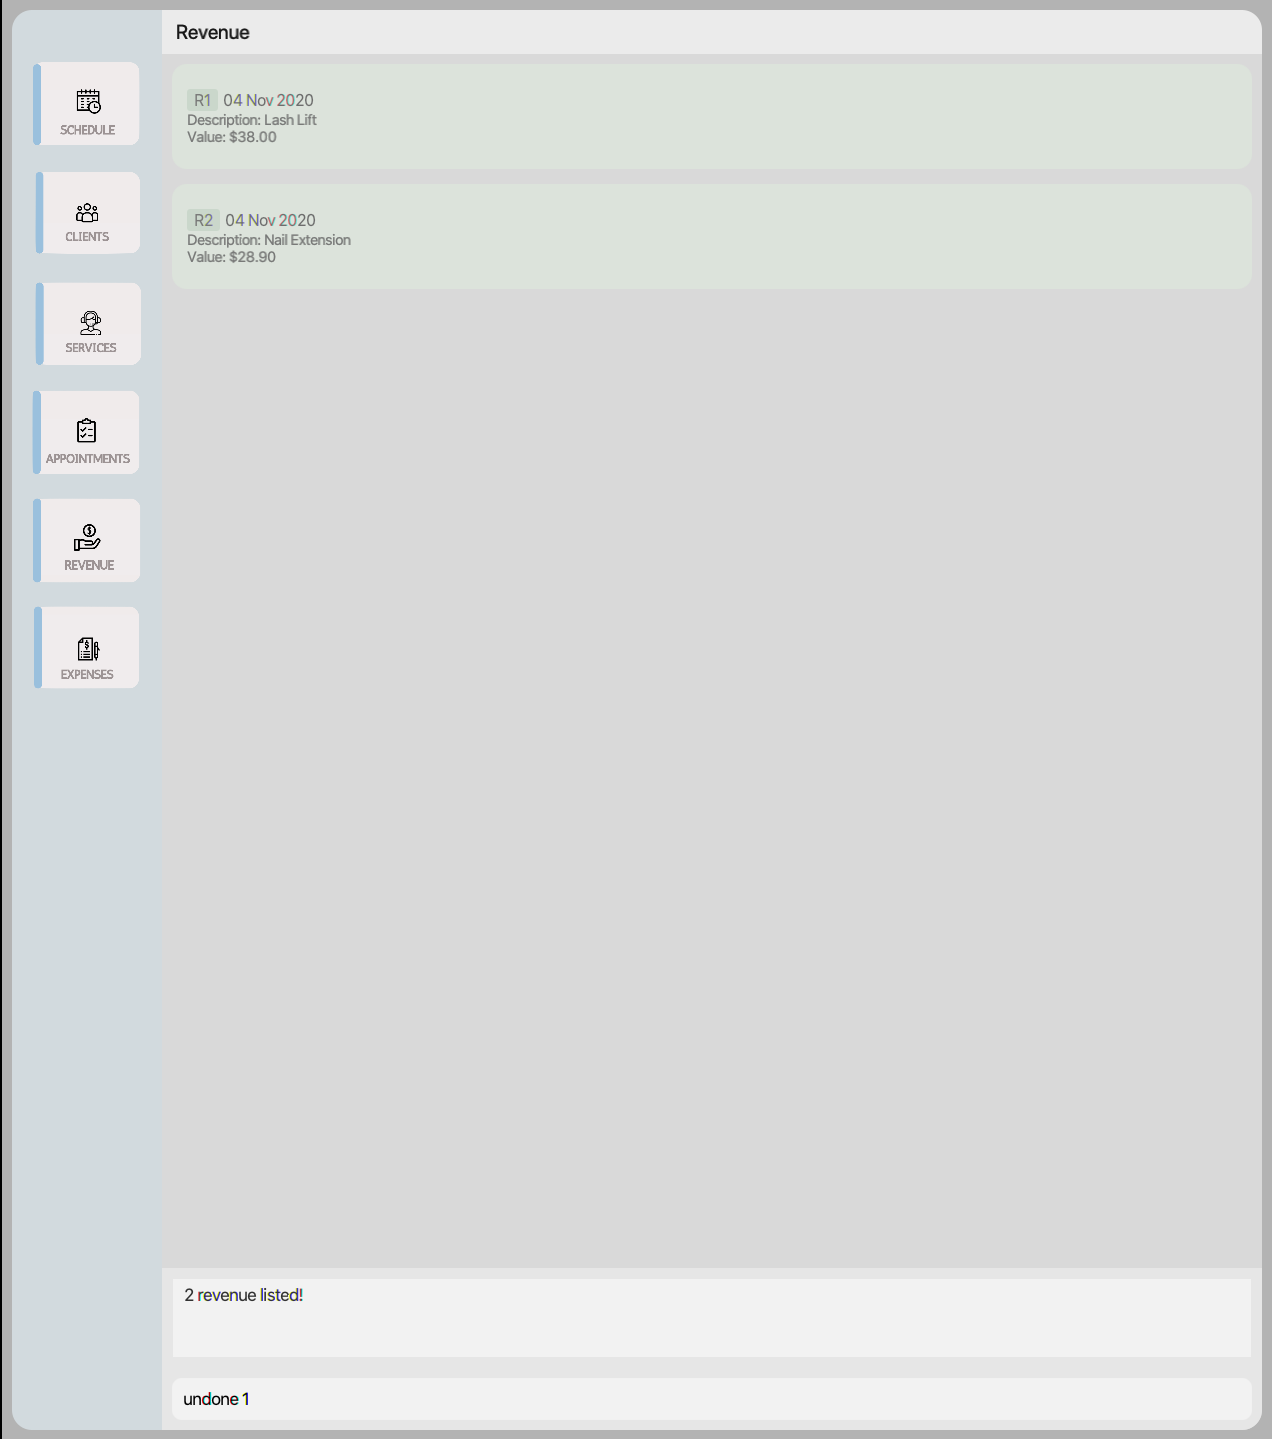 Revenue
SCHEDULE
CLIENTS
SERVICES
APPOINTMENTS
REVENUE
EXPENSES
R1 04 Nov 2020
Description: Lash Lift
Value: $38.00
R2 04 Nov 2020
Description: Nail Extension
Value: $28.90
2 revenue listed!
undone 1